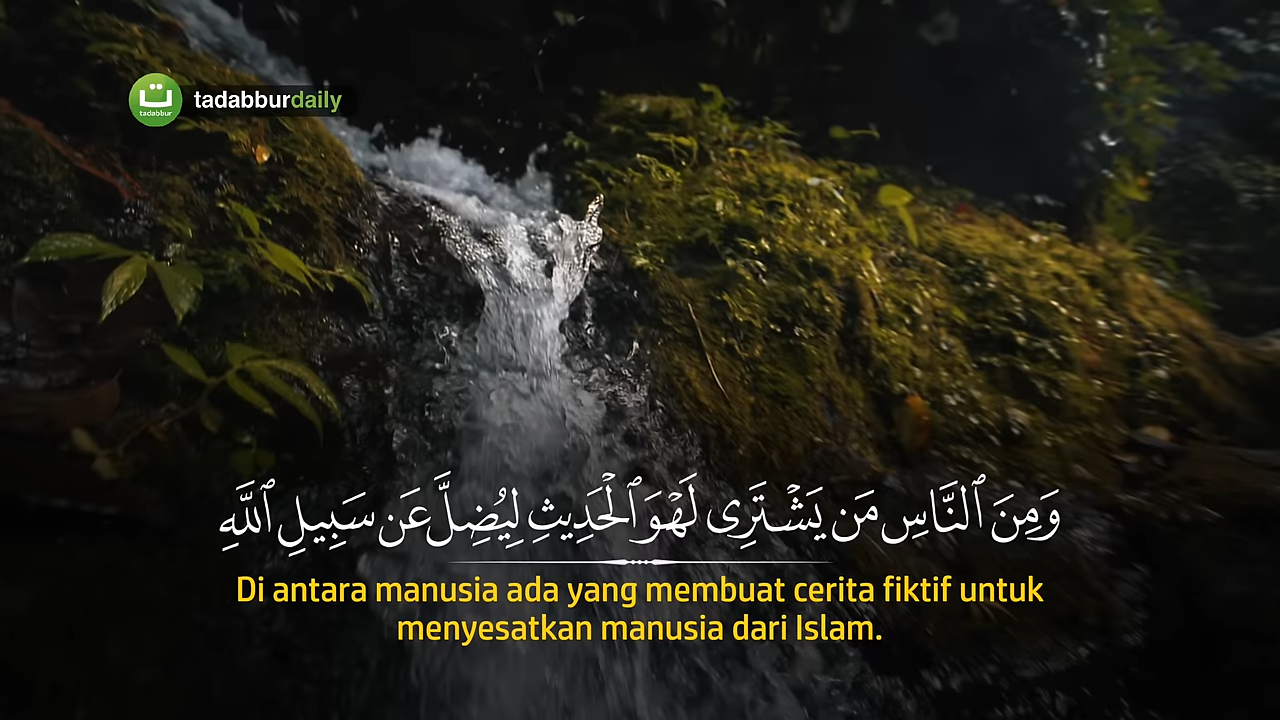 ت
tadabbur
tadabburdaily
وَمِنَ ٱلنَّاسِ مَن يَشْتَرِى لَهْوَ ٱلْحَدِيثِ لِيُضِلَّ عَن سَبِيلِ ٱللَّهِ
Di antara manusia ada yang membuat cerita fiktif untuk
menyesatkan manusia dari Islam.